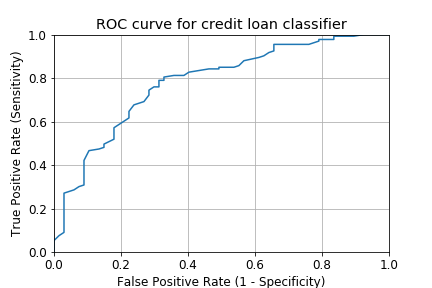 ROC curve for credit loan classifier
1.0
0.8
0.6
0.4
0.2
0.0
True Positive Rate (Sensitivity)
0.0 0.2 0.4 0.6 0.8 1.0
False Positive Rate (1 - Specificity)